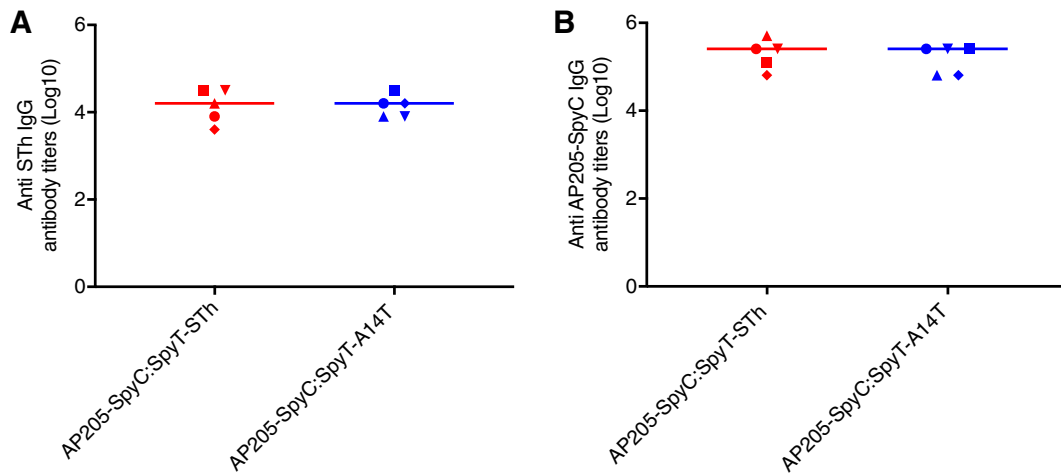 A
Anti STh IgG
antibody titers (Log10)
6
4
2
0
AP205-SpyC:SpyT-STh
AP205-SpyC:SpyT-A14T
B
Anti AP205-SpyC IgG
antibody titers (Log10)
6
4
2
0
AP205-SpyC:SpyT-STh
AP205-SpyC:SpyT-A14T